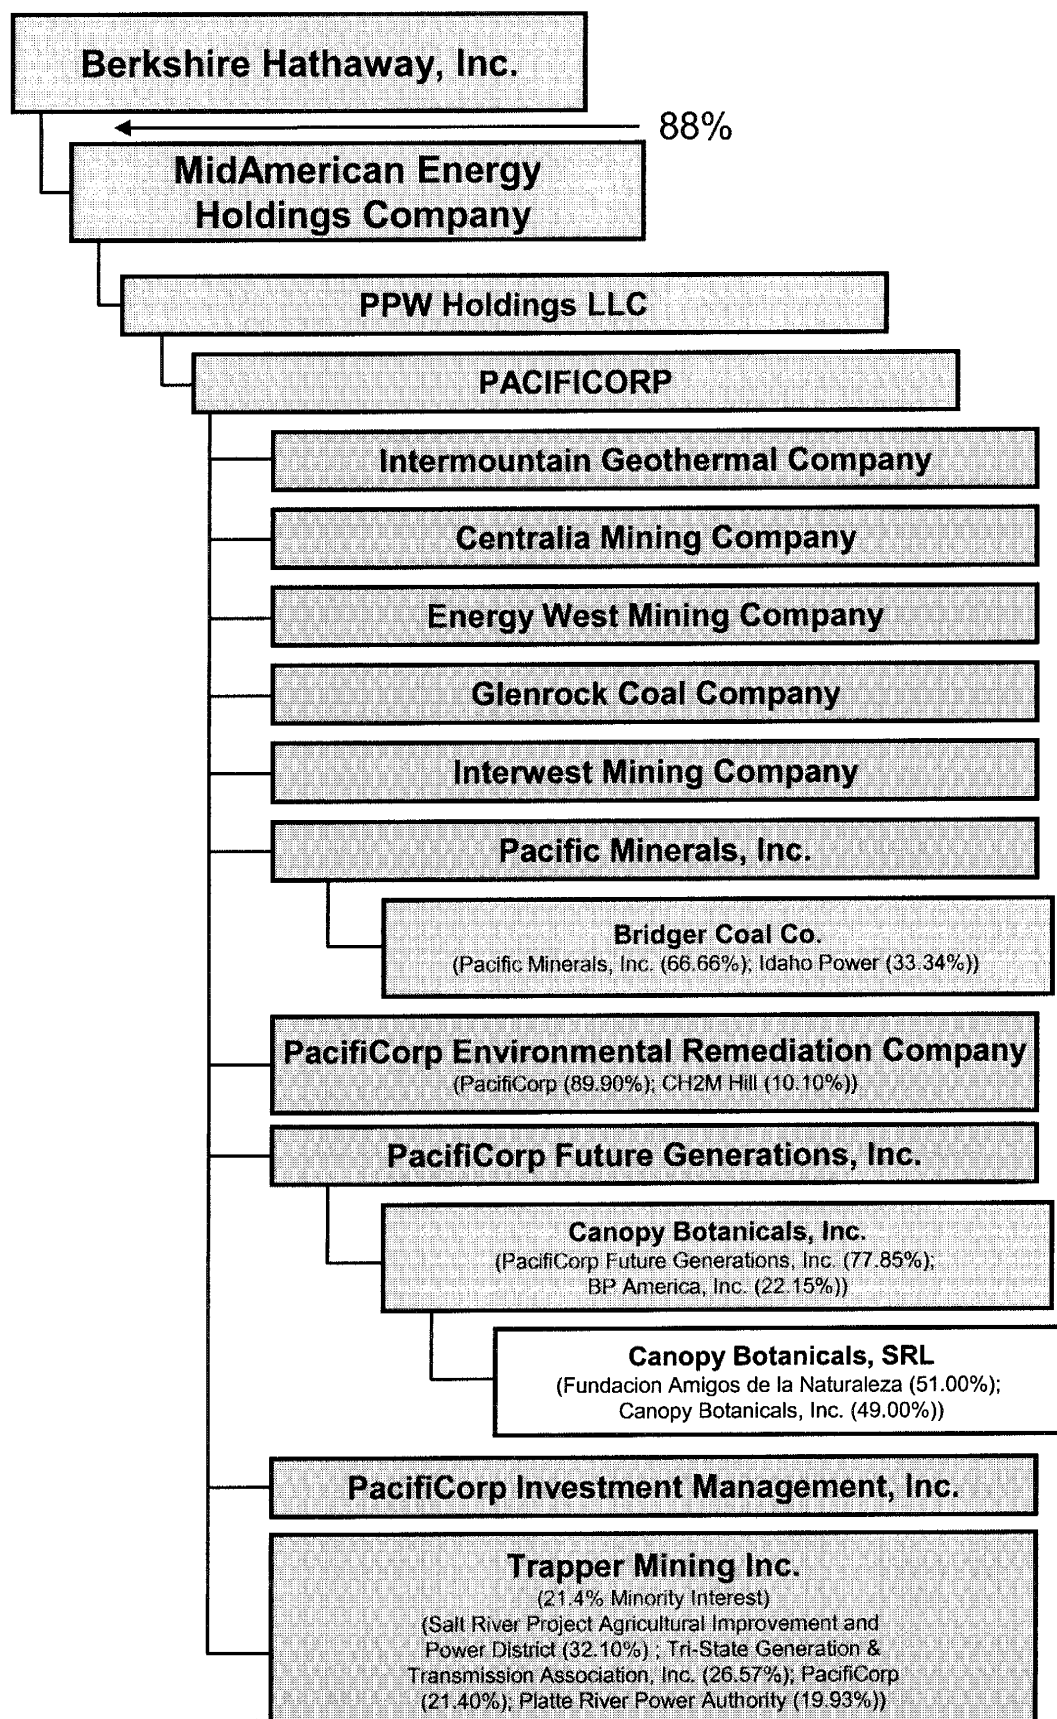 Berkshire Hathaway, Inc.
88%
MidAmerican Energy
Holdings Company
PPW Holdings LLC
PACIFICORP
Intermountain Geothermal Company
Centralia Mining Company
Energy West Mining Company
Glenrock Coal Company
Interwest Mining Company
Pacific Minerals, Inc.
Bridger Coal Co.
(Pacific Minerals, Inc. (66.66%); Idaho Power (33.34%))
PacifiCorp Environmental Remediation Company
(PacifiCorp (89.90%); CH2M Hill (10.10%))
PacifiCorp Future Generations, Inc.
Canopy Botanicals, Inc.
(PacifiCorp Future Generations, Inc. (77.85%);
BP America, Inc. (22.15%))
Canopy Botanicals, SRL
(Fundacion Amigos de la Naturaleza (51.00%);
Canopy Botanicals, Inc. (49.00%))
PacifiCorp Investment Management, Inc.
Trapper Mining Inc.
(21.4% Minority Interest)
(Salt River Project Agricultural Improvement and
Power District (32.10%) ; Tri-State Generation &
Transmission Association, Inc. (26.57%); PacifiCorp
(21.40%); Platte River Power Authority (19.93%))